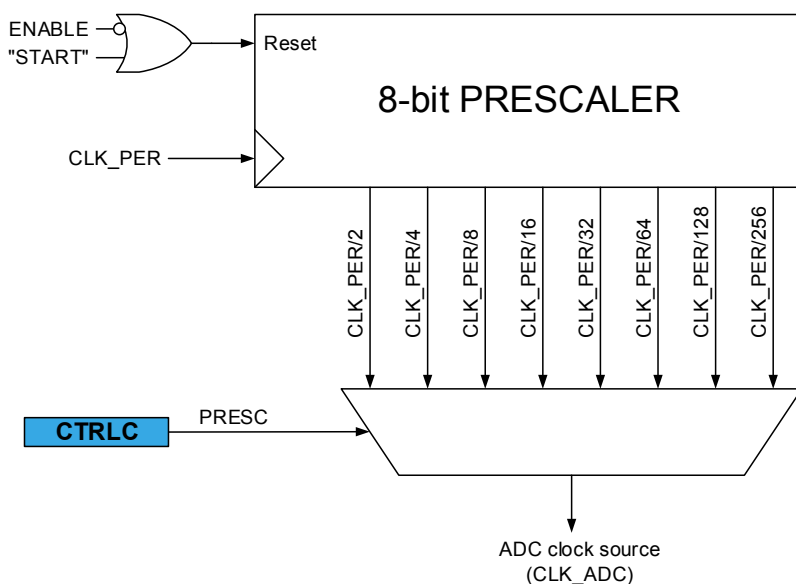 ENABLE
"START"
Reset
8-bit PRESCALER
CLK_PER
CLK_PER/2
CLK_PER/4
CLK_PER/8
CLK_PER/16
CLK_PER/32
CLK_PER/64
CLK_PER/128
CLK_PER/256
CTRLC
PRESC
ADC clock source
(CLK_ADC)